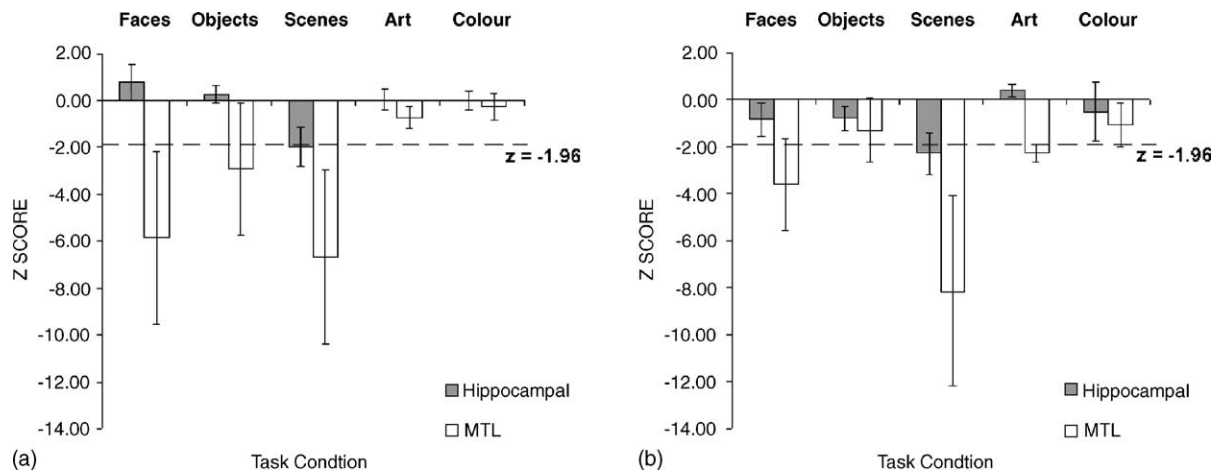 Faces Objects Scenes Art Colour
2.00
0.00
-2.00
-4.00
-6.00
-8.00
-10.00
-12.00
-14.00
Z SCORE
z = -1.96
Hippocampal
MTL
(a)
Task Condtion
Faces Objects Scenes Art Colour
2.00
0.00
-2.00
-4.00
-6.00
-8.00
-10.00
-12.00
-14.00
Z SCORE
z = -1.96
Hippocampal
MTL
(b)
Task Condtion